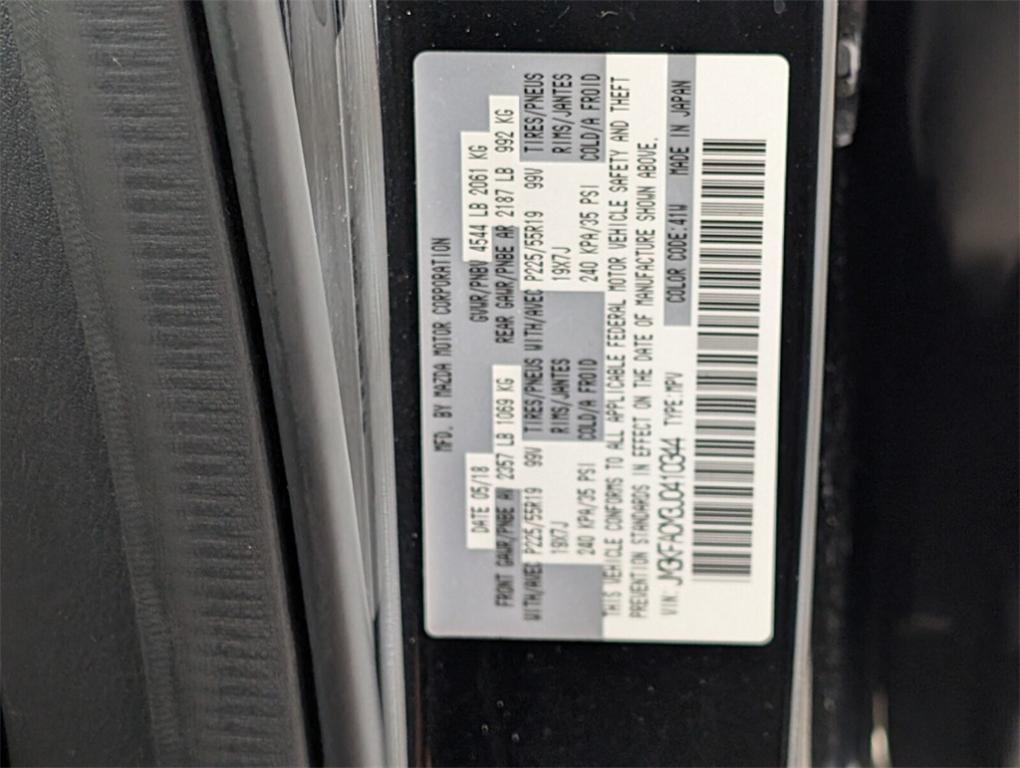 MFD. BY MAZDA MOTOR CORPORATION
DATE 05/18 GVWR/PNBV 4544 LB 2061 KG
FRONT GAWR/PNBE AV 2357 LB 1069 KG REAR GAWR/PNBE AR 2187 LB 992 KG
WITH/AVEC P225/55R19 99V TIRES/PNEUS WITH/AVEC P225/55R19 99V TIRES/PNEUS
19X7J RIMS/JANTES 19X7J RIMS/JANTES
240 KPA/35 PSI COLD/A FROID 240 KPA/35 PSI COLD/A FROID
THIS VEHICLE CONFORMS TO ALL APPLICABLE FEDERAL MOTOR VEHICLE SAFETY AND THEFT
PREVENTION STANDARDS IN EFFECT ON THE DATE OF MANUFACTURE SHOWN ABOVE.
VIN: JM3KFACM3J0410344 TYPE:MPV COLOR CODE:41W MADE IN JAPAN